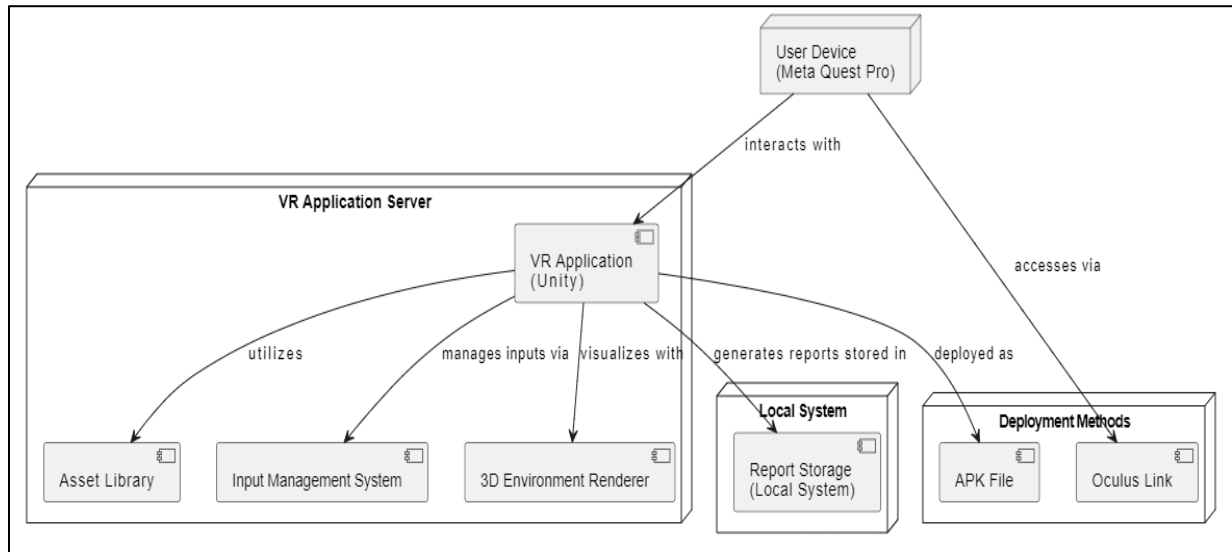 User Device
(Meta Quest Pro)
interacts with
VR Application Server
VR Application
(Unity)
accesses via
utilizes
manages inputs via
visualizes with
generates reports stored in
deployed as
Local System
Deployment Methods
Asset Library
Input Management System
3D Environment Renderer
Report Storage
(Local System)
APK File
Oculus Link